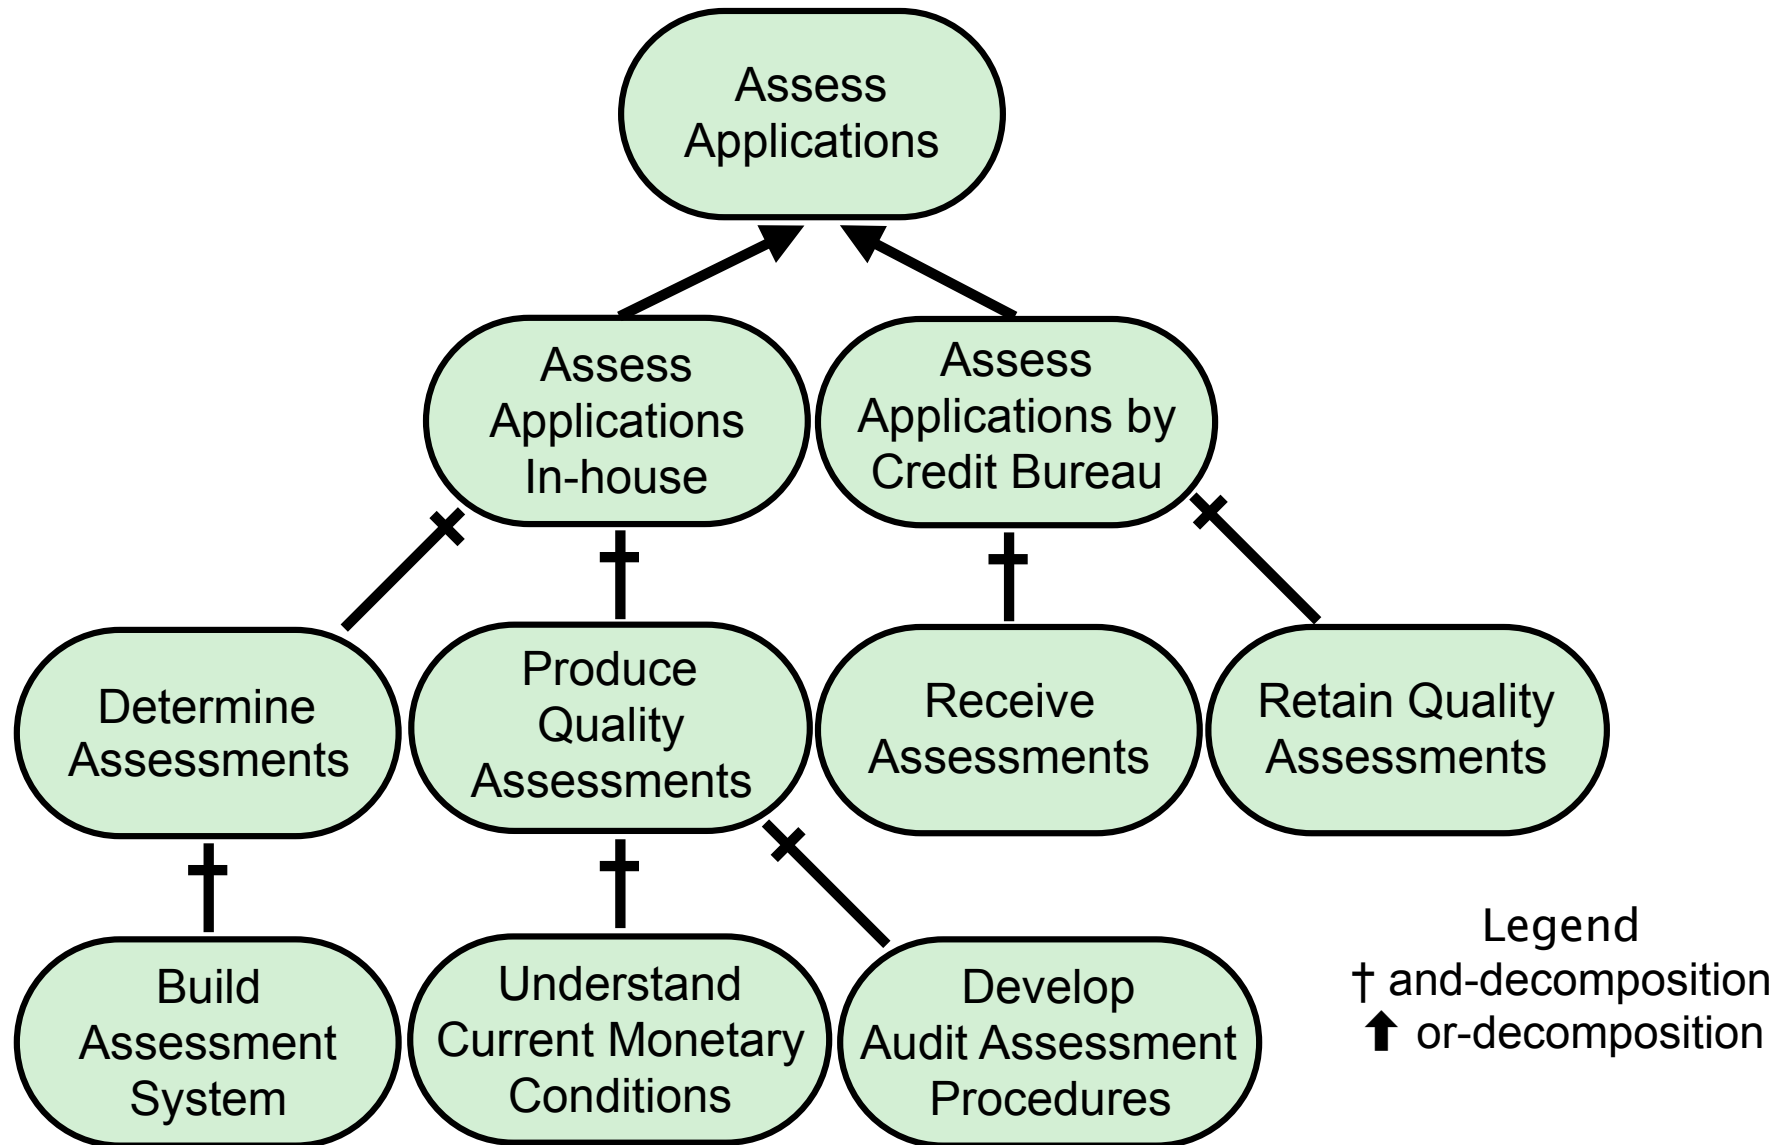 Assess
Applications
Assess
Applications
In-house
Assess
Applications by
Credit Bureau
Determine
Assessments
Produce
Quality
Assessments
Receive
Assessments
Retain Quality
Assessments
Build
Assessment
System
Understand
Current Monetary
Conditions
Develop
Audit Assessment
Procedures
Legend
† and-decomposition
⬆ or-decomposition